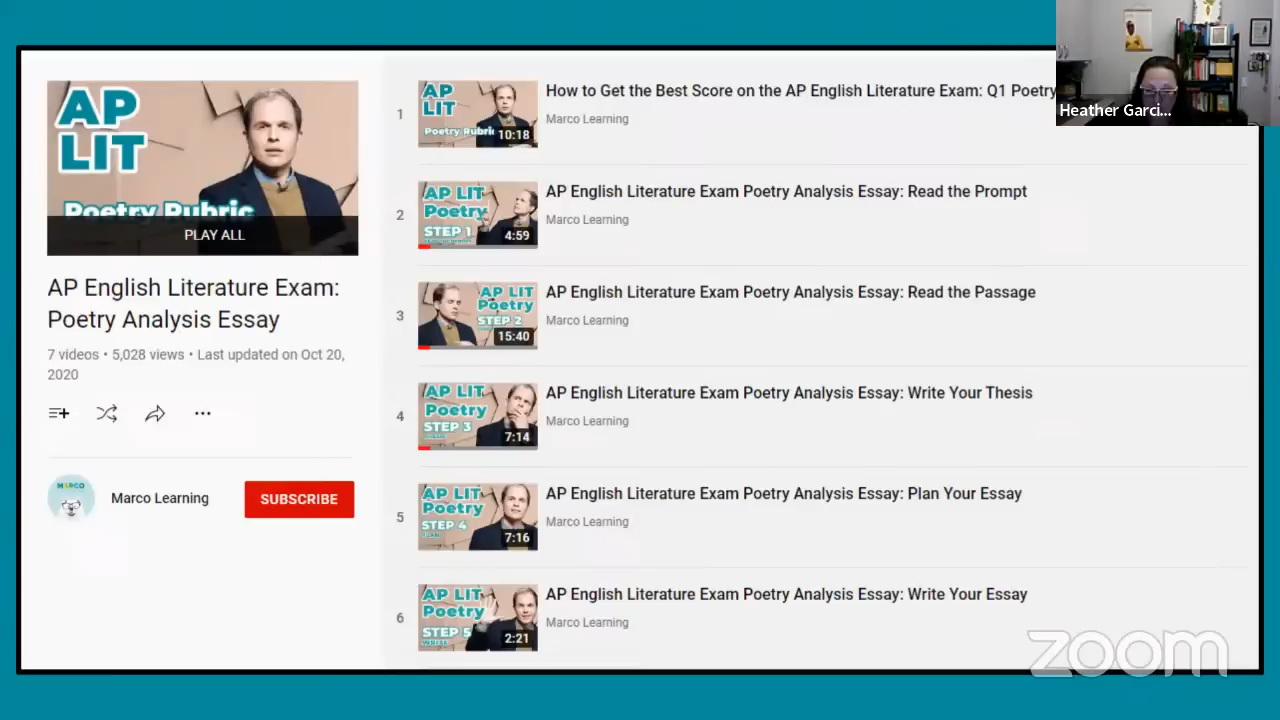 AP
LIT
Poetry Rubric
PLAY ALL
AP English Literature Exam:
Poetry Analysis Essay
7 videos • 5,028 views • Last updated on Oct 20,
2020
MARCO
Marco Learning
SUBSCRIBE
1
AP
LIT
Poetry Rubri
10:18
How to Get the Best Score on the AP English Literature Exam: Q1 Poetry
Marco Learning
2
AP LIT
Poetry
STEP 1
4:59
AP English Literature Exam Poetry Analysis Essay: Read the Prompt
Marco Learning
3
AP LIT
Poetry
STEP 2
15:40
AP English Literature Exam Poetry Analysis Essay: Read the Passage
Marco Learning
4
AP LIT
Poetry
STEP 3
7:14
AP English Literature Exam Poetry Analysis Essay: Write Your Thesis
Marco Learning
5
AP LIT
Poetry
STEP 4
PLAN
7:16
AP English Literature Exam Poetry Analysis Essay: Plan Your Essay
Marco Learning
6
AP LIT
Poetry
STEP 5
WRITE
2:21
AP English Literature Exam Poetry Analysis Essay: Write Your Essay
Marco Learning
Heather Garci...
zoom